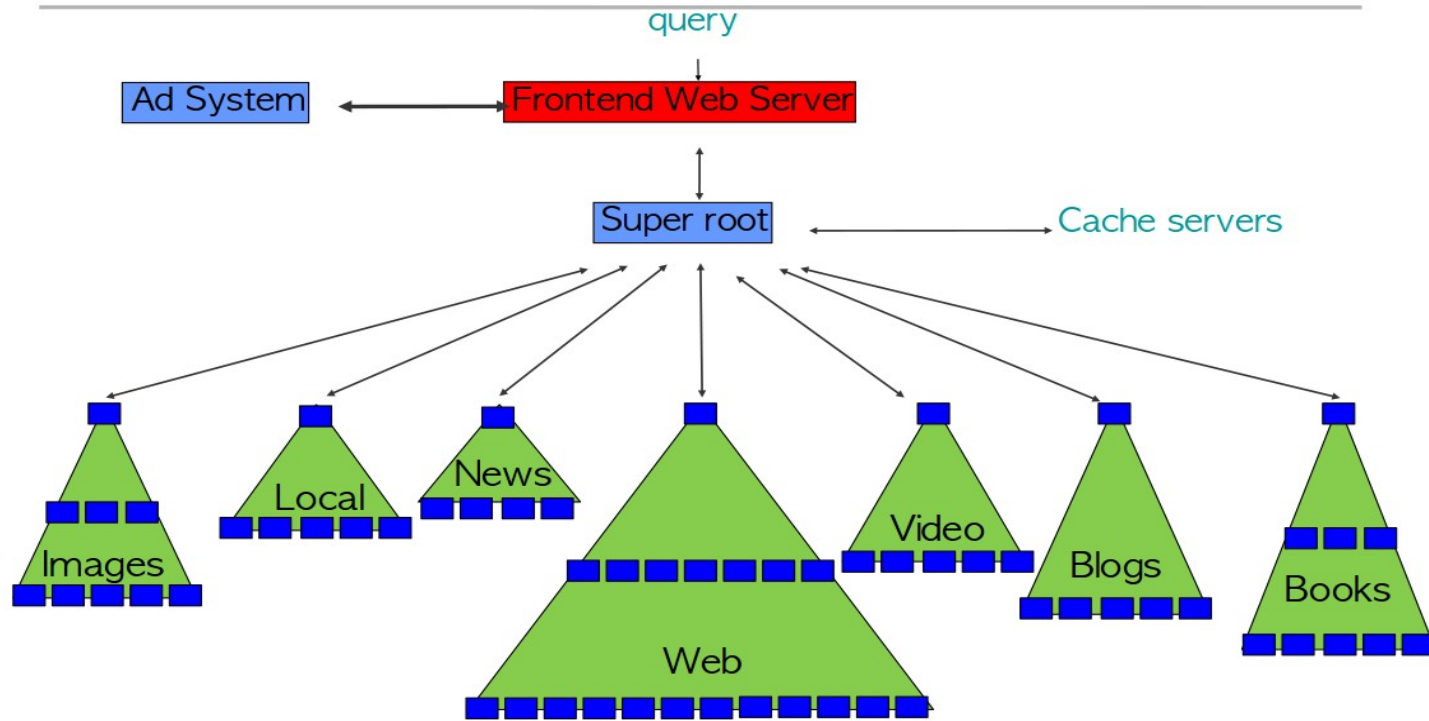 query
Ad System
Frontend Web Server
Super root
Cache servers
Images
Local
News
Web
Video
Blogs
Books